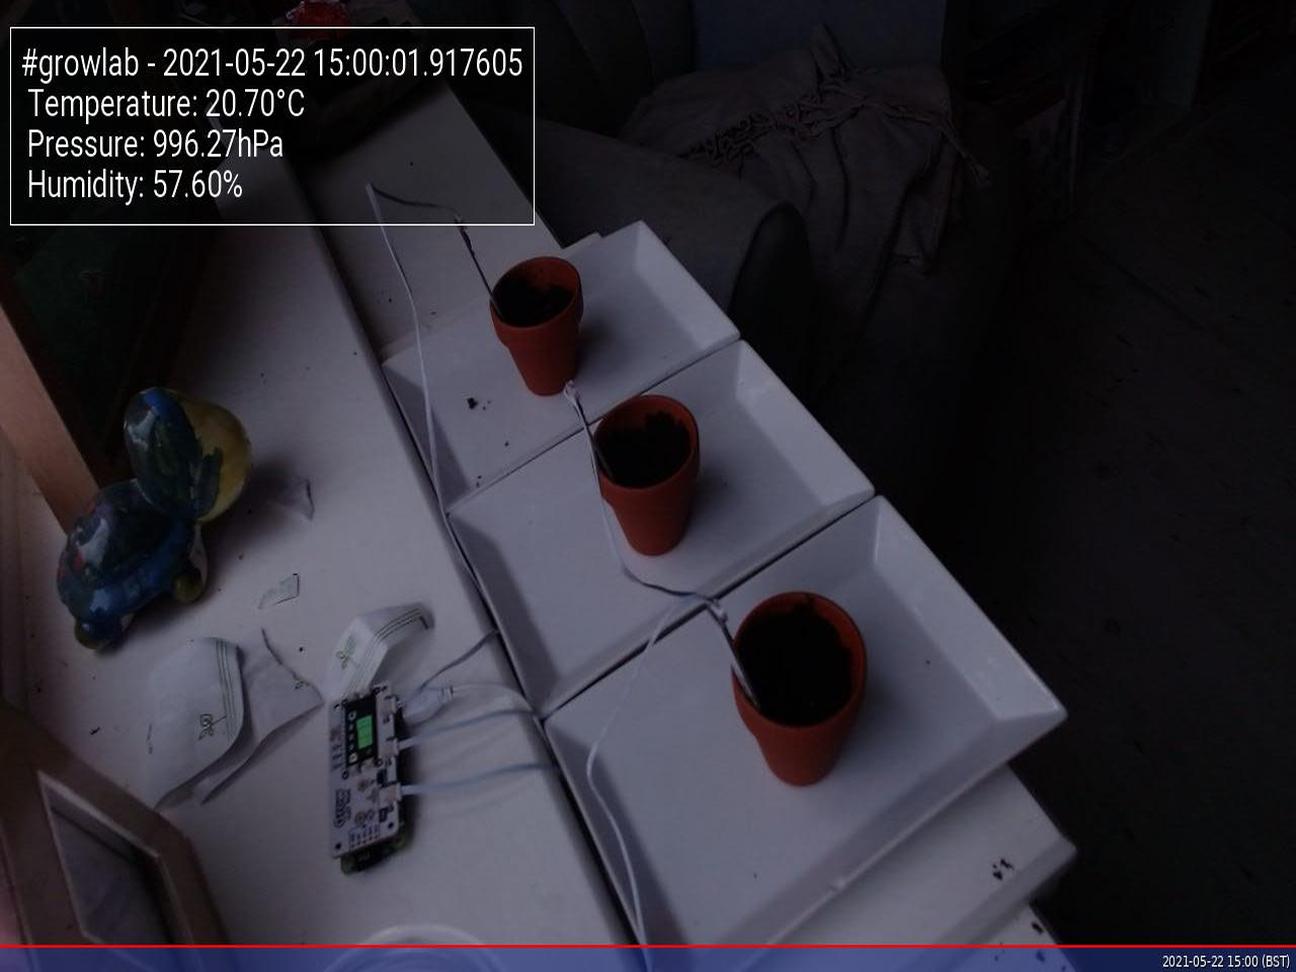 #growlab - 2021-05-22 15:00:01.917605
Temperature: 20.70°C
Pressure: 996.27hPa
Humidity: 57.60%
2021-05-22 15:00 (BST)